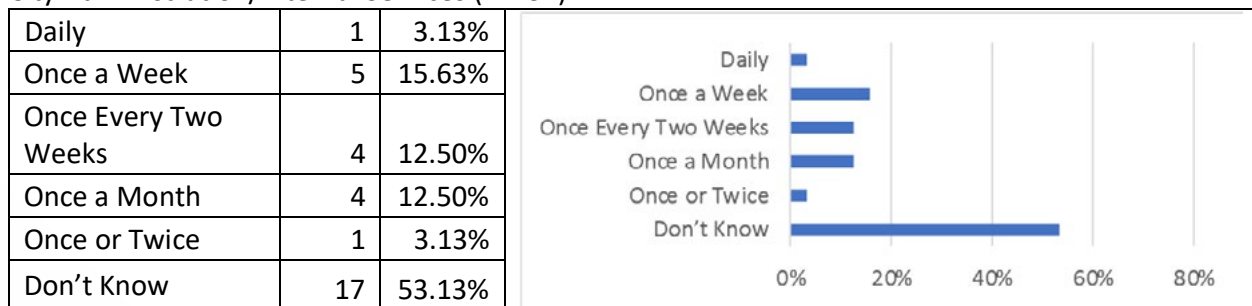 Daily 1 3.13%
Once a Week 5 15.63%
Once Every Two
Weeks 4 12.50%
Once a Month 4 12.50%
Once or Twice 1 3.13%
Don't Know 17 53.13%
Daily
Once a Week
Once Every Two Weeks
Once a Month
Once or Twice
Don't Know
0% 20% 40% 60% 80%